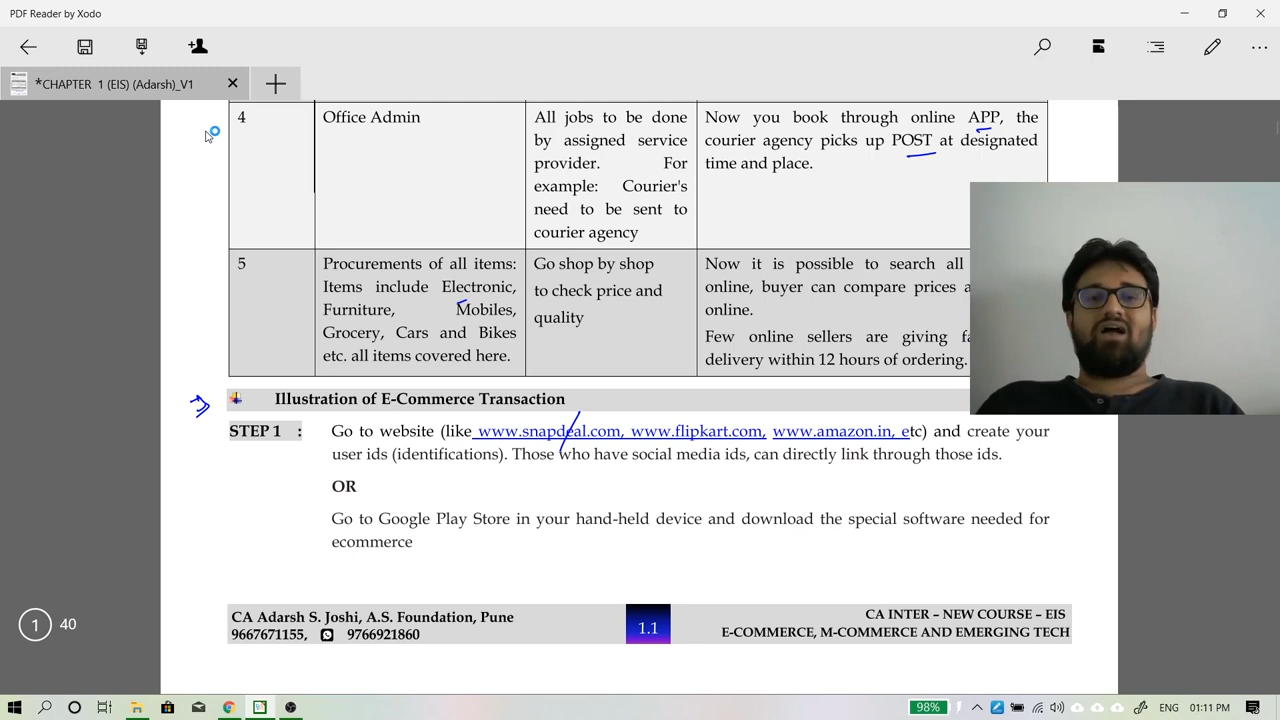 PDF Reader by Xodo
*CHAPTER 1 (EIS) (Adarsh)_V1
4
Office Admin
All jobs to be done
by assigned service
provider. For
example: Courier's
need to be sent to
courier agency
Now you book through online APP, the
courier agency picks up POST at designated
time and place.
5
Procurements of all items:
Items include Electronic,
Furniture, Mobiles,
Grocery, Cars and Bikes
etc. all items covered here.
Go shop by shop
to check price and
quality
Now it is possible to search all
online, buyer can compare prices
online.
Few online sellers are giving
delivery within 12 hours of ordering.
Illustration of E-Commerce Transaction
STEP 1 :
Go to website (like www.snapdeal.com, www.flipkart.com, www.amazon.in, etc) and create your
user ids (identifications). Those who have social media ids, can directly link through those ids.
OR
Go to Google Play Store in your hand-held device and download the special software needed for
ecommerce
CA Adarsh S. Joshi, A.S. Foundation, Pune
9667671155, 9766921860
1.1
CA INTER – NEW COURSE – EIS
E-COMMERCE, M-COMMERCE AND EMERGING TECH
1 40
98%
ENG 01:11 PM